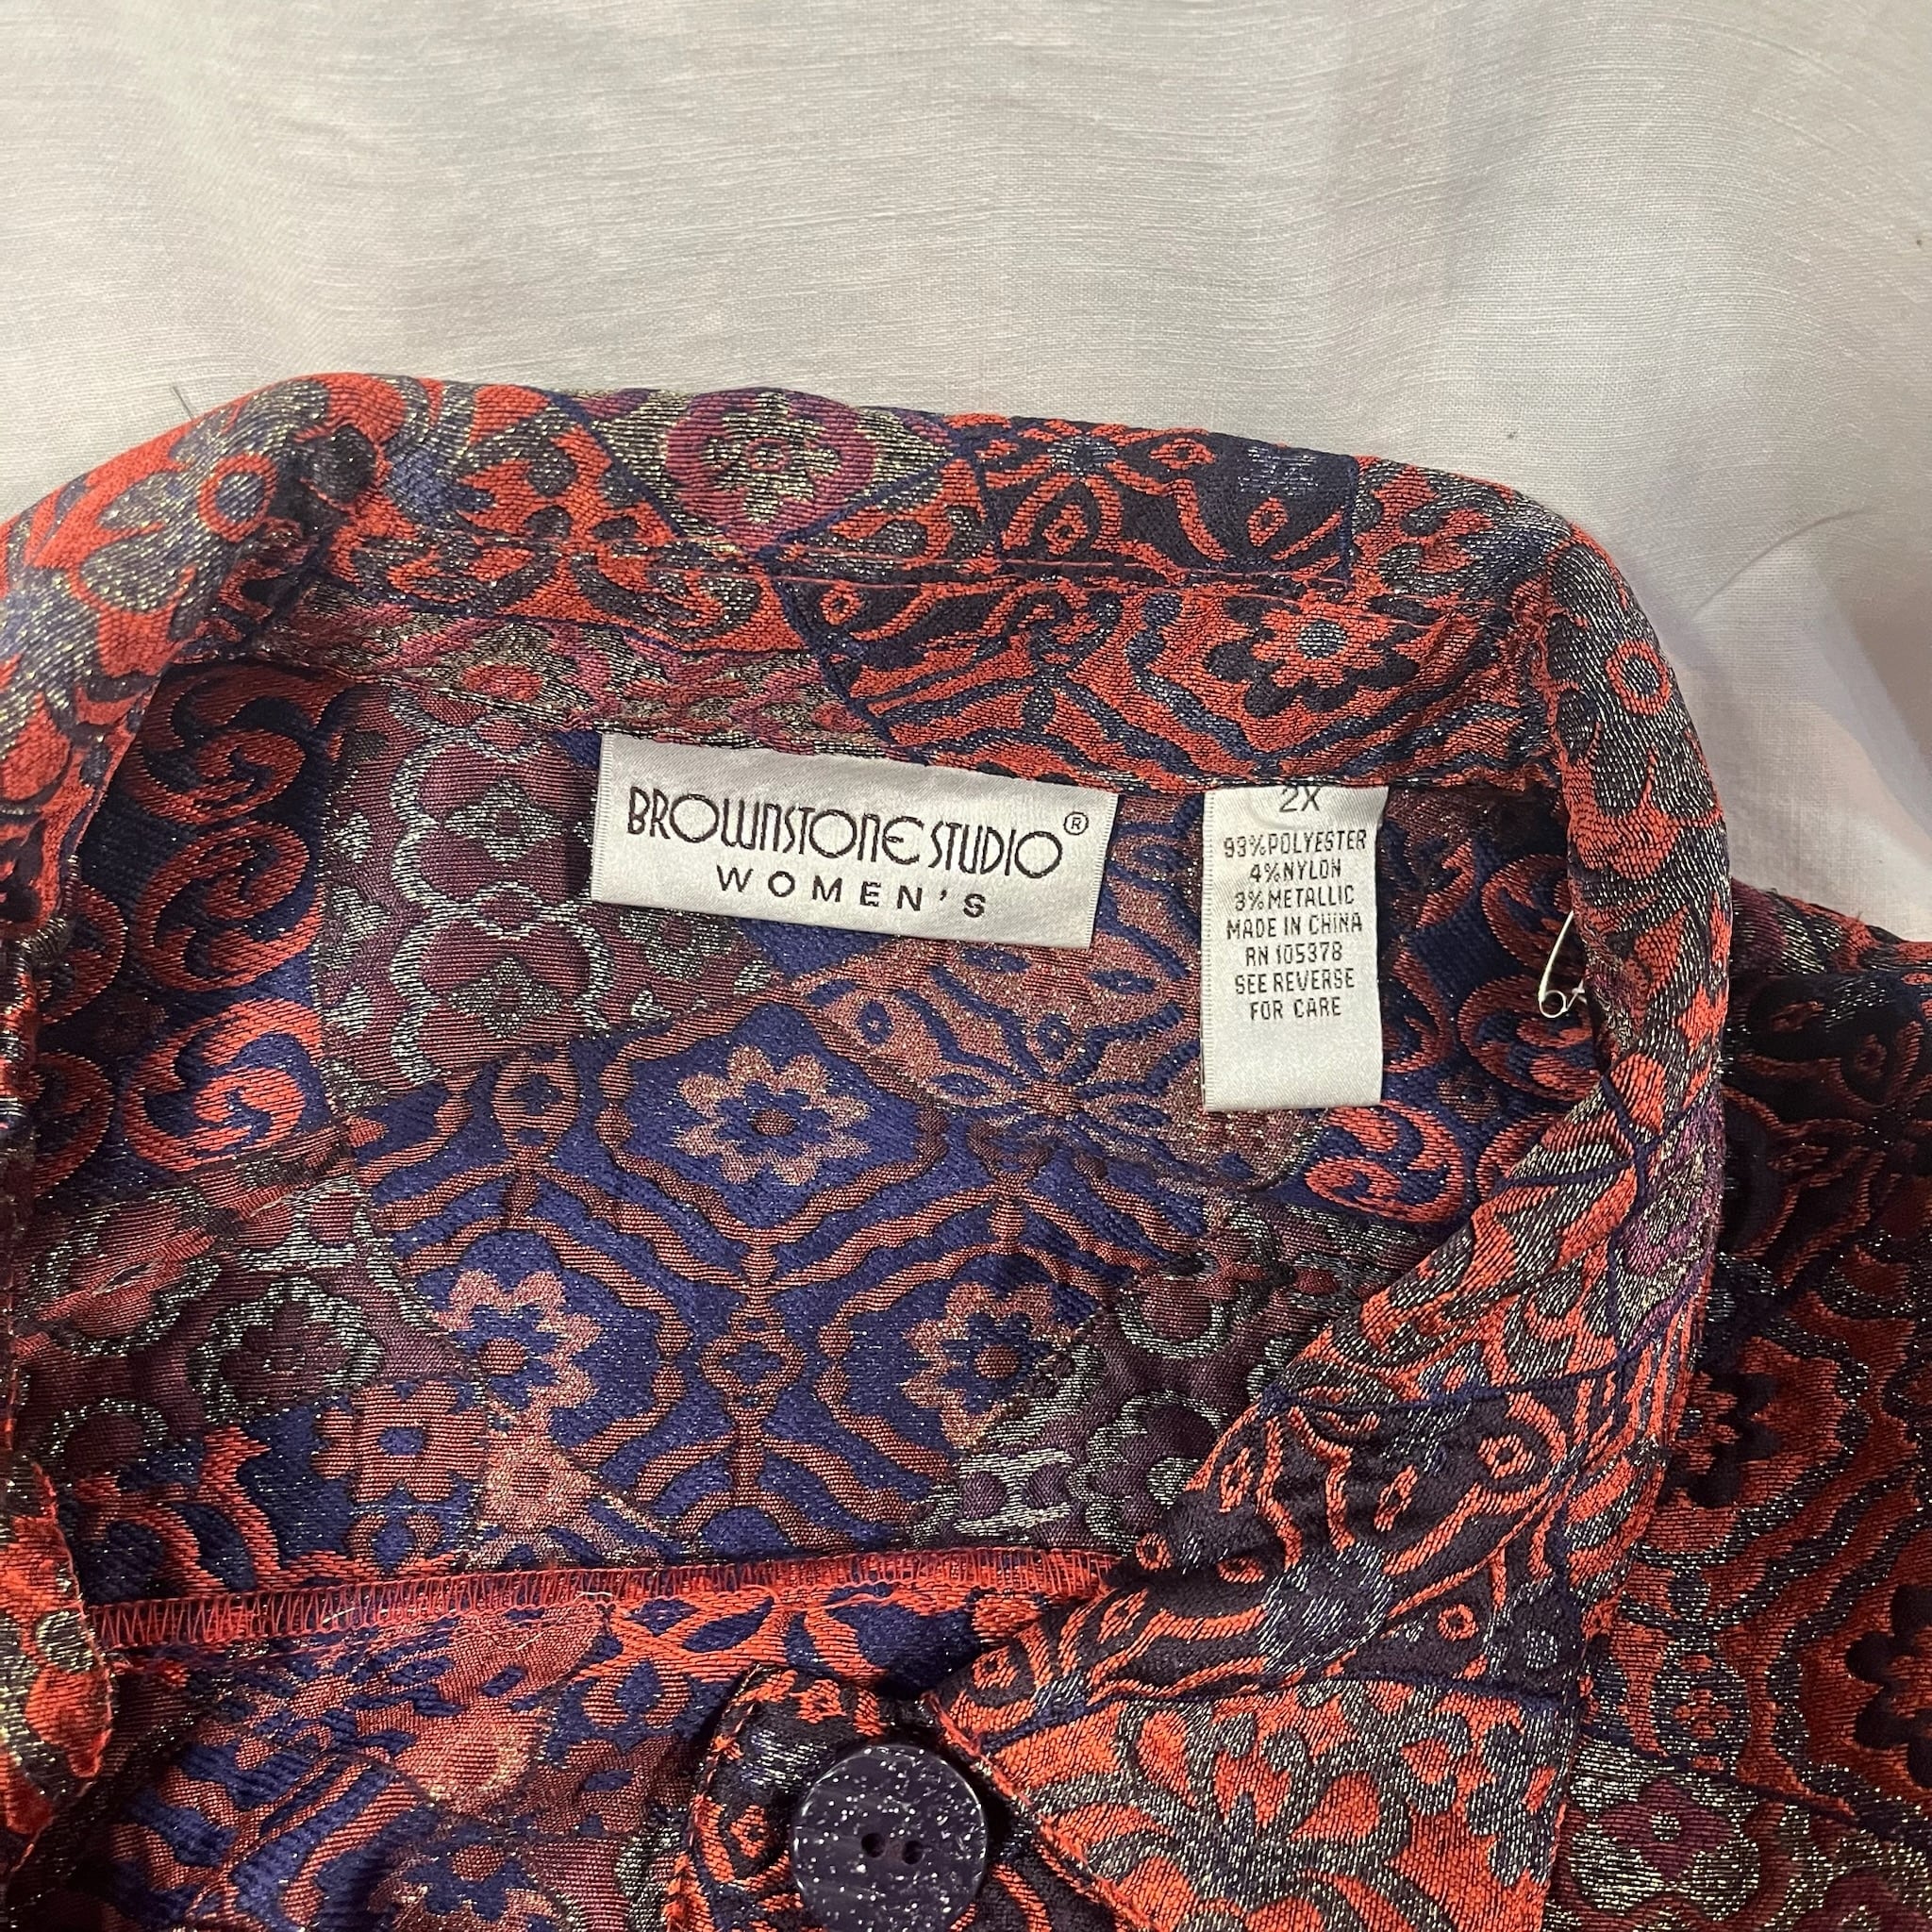 BROWNSTONE STUDIO®
WOMEN'S
2X
93% POLYESTER
4% NYLON
3% METALLIC
MADE IN CHINA
RN 105378
SEE REVERSE
FOR CARE